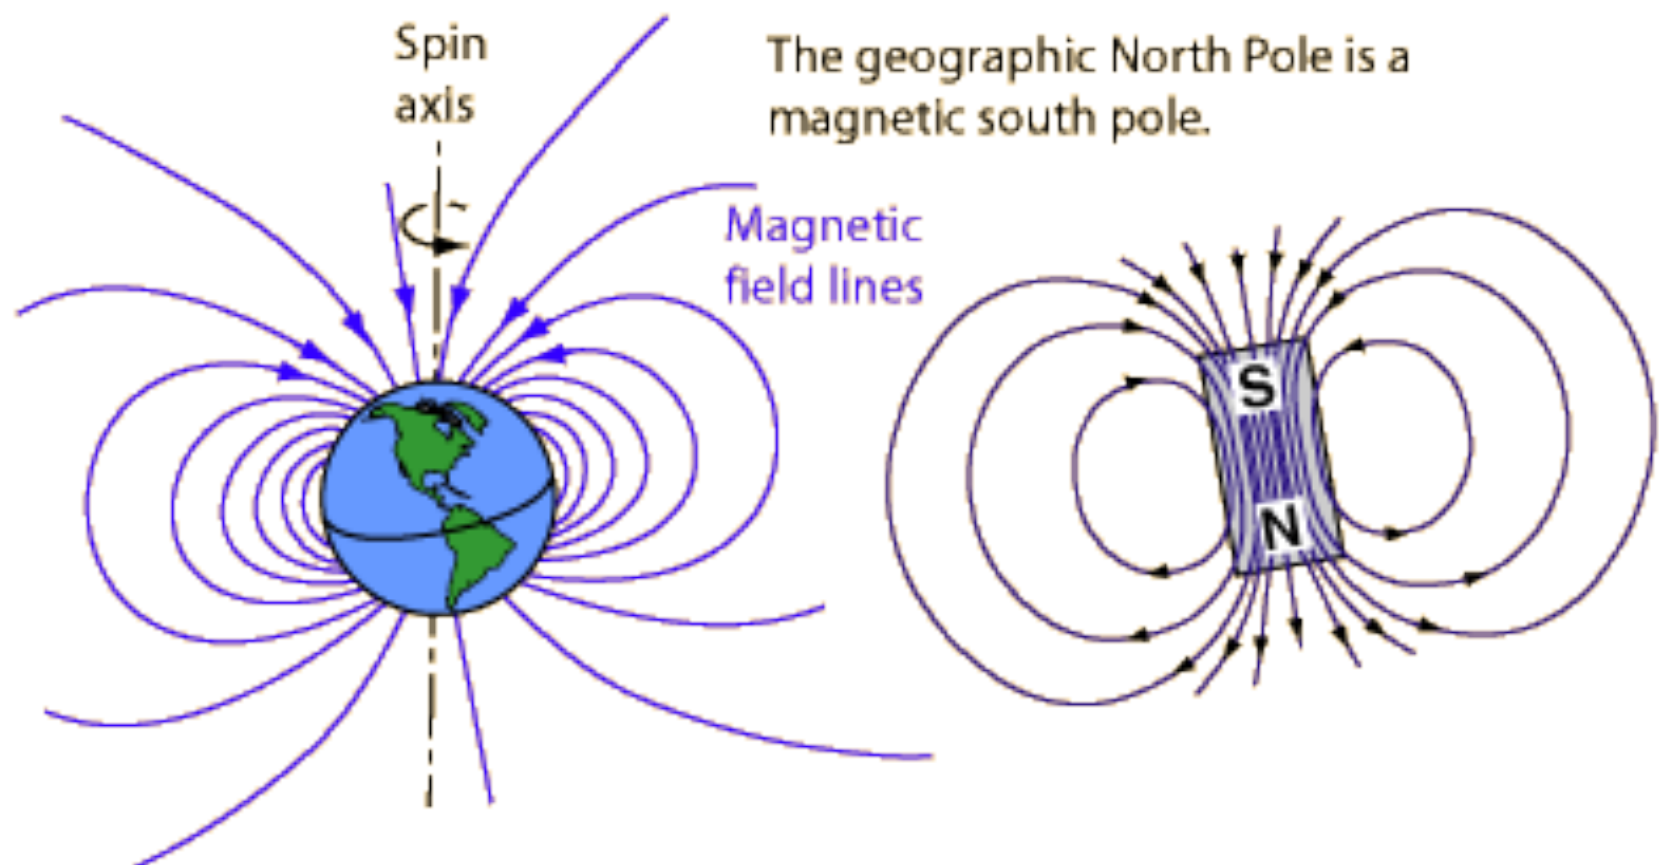 Spin
axis
The geographic North Pole is a
magnetic south pole.
Magnetic
field lines
S
N